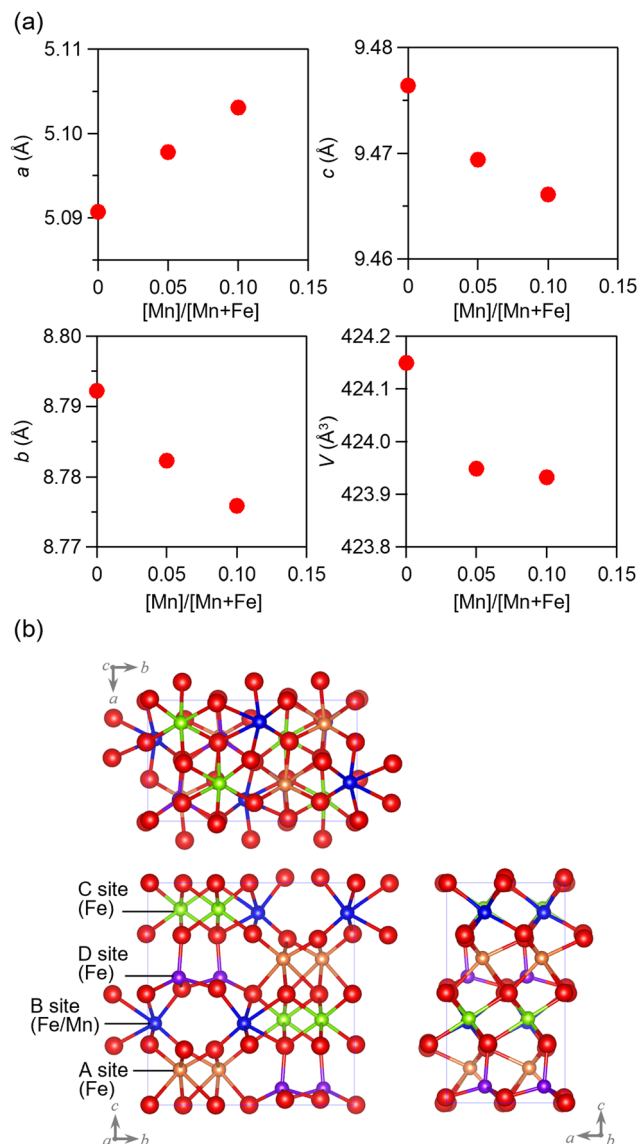 (a)
5.11
5.10
5.09
a (Å)
0 0.05 0.10 0.15
[Mn]/[Mn+Fe]
9.48
9.47
9.46
c (Å)
0 0.05 0.10 0.15
[Mn]/[Mn+Fe]
8.80
8.79
8.78
8.77
b (Å)
0 0.05 0.10 0.15
[Mn]/[Mn+Fe]
424.2
424.1
424.0
423.9
423.8
V (Å³)
0 0.05 0.10 0.15
[Mn]/[Mn+Fe]
(b)
c b
a
C site
(Fe)
D site
(Fe)
B site
(Fe/Mn)
A site
(Fe)
c
a b
c
a b